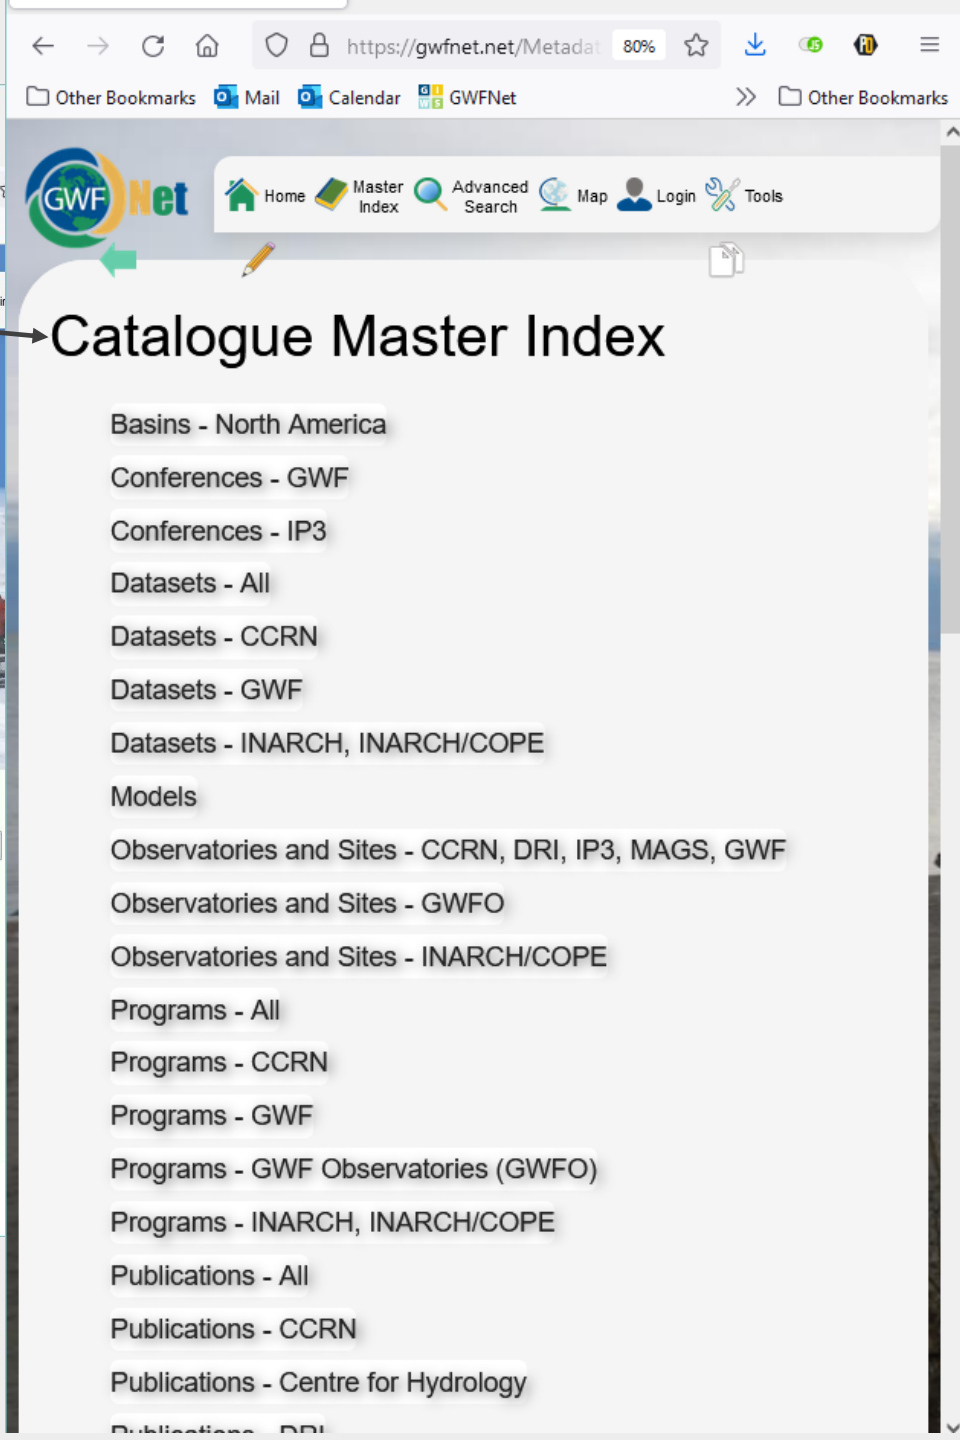 https://gwfnet.net/Metadat
80%
JS
Other Bookmarks
Mail
Calendar
GWFNet
Other Bookmarks
GWF Net
Home
Master Index
Advanced Search
Map
Login
Tools
Catalogue Master Index
Basins - North America
Conferences - GWF
Conferences - IP3
Datasets - All
Datasets - CCRN
Datasets - GWF
Datasets - INARCH, INARCH/COPE
Models
Observatories and Sites - CCRN, DRI, IP3, MAGS, GWF
Observatories and Sites - GWFO
Observatories and Sites - INARCH/COPE
Programs - All
Programs - CCRN
Programs - GWF
Programs - GWF Observatories (GWFO)
Programs - INARCH, INARCH/COPE
Publications - All
Publications - CCRN
Publications - Centre for Hydrology
Publications - DRI